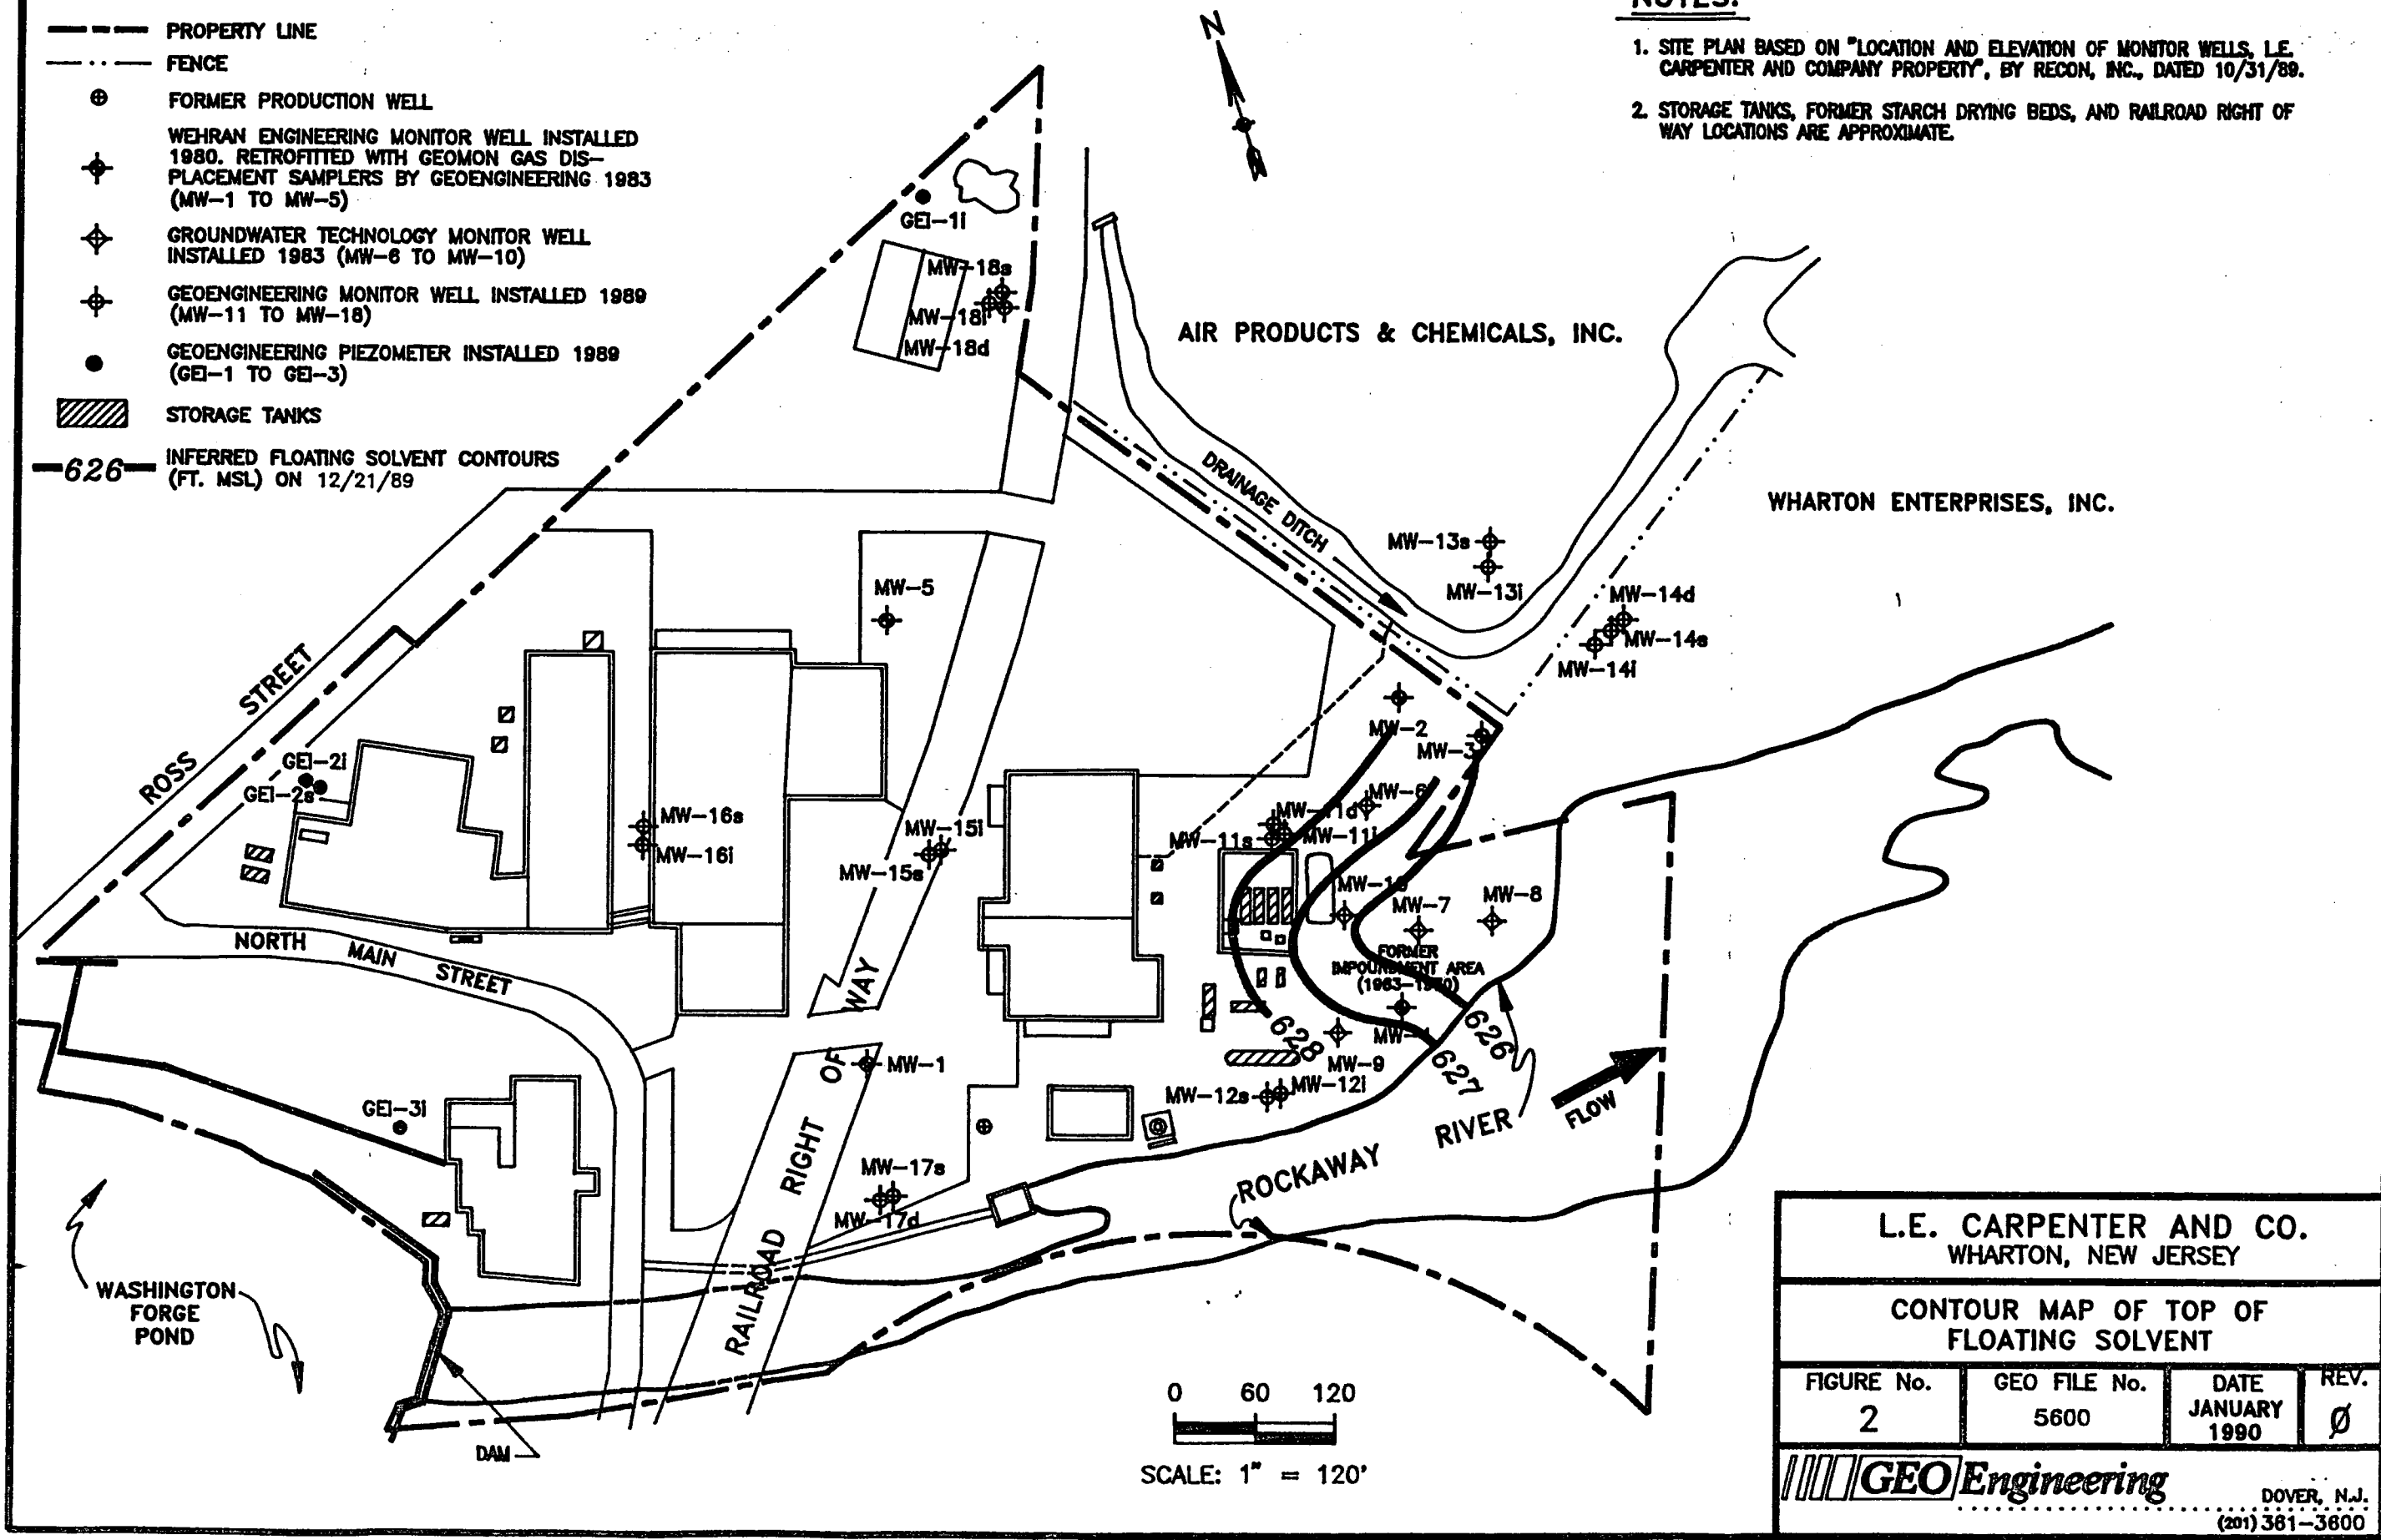 PROPERTY LINE
FENCE
FORMER PRODUCTION WELL
WEHRAN ENGINEERING MONITOR WELL INSTALLED
1980. RETROFITTED WITH GEOMON GAS DIS-
PLACEMENT SAMPLERS BY GEOENGINEERING 1983
(MW-1 TO MW-5)
GROUNDWATER TECHNOLOGY MONITOR WELL
INSTALLED 1983 (MW-6 TO MW-10)
GEOENGINEERING MONITOR WELL INSTALLED 1989
(MW-11 TO MW-18)
GEOENGINEERING PIEZOMETER INSTALLED 1989
(GEI-1 TO GEI-3)
STORAGE TANKS
626
INFERRED FLOATING SOLVENT CONTOURS
(FT. MSL) ON 12/21/89
N
NOTES:
1. SITE PLAN BASED ON "LOCATION AND ELEVATION OF MONITOR WELLS, L.E.
CARPENTER AND COMPANY PROPERTY", BY RECON, INC., DATED 10/31/89.
2. STORAGE TANKS, FORMER STARCH DRYING BEDS, AND RAILROAD RIGHT OF
WAY LOCATIONS ARE APPROXIMATE.
GEI-1i
MW-18s
MW-18i
MW-18d
AIR PRODUCTS & CHEMICALS, INC.
DRAINAGE DITCH
WHARTON ENTERPRISES, INC.
MW-13s
MW-13i
MW-14d
MW-14s
MW-14i
MW-5
MW-2
MW-3
ROSS STREET
GEI-2i
GEI-2s
MW-16s
MW-16i
MW-15i
MW-15s
MW-11d
MW-6
MW-11s
MW-11i
MW-10
MW-7
MW-8
FORMER
IMPOUNDMENT AREA
(1963-1970)
NORTH MAIN STREET
MW-
MW-9
628
627
626
MW-1
MW-12s
MW-12i
GEI-3i
MW-17s
MW-17d
RAILROAD RIGHT OF WAY
ROCKAWAY RIVER
FLOW
WASHINGTON
FORGE
POND
DAM
0 60 120
SCALE: 1" = 120'
L.E. CARPENTER AND CO.
WHARTON, NEW JERSEY
CONTOUR MAP OF TOP OF
FLOATING SOLVENT
FIGURE No.
2
GEO FILE No.
5600
DATE
JANUARY
1990
REV.
Ø
GEO Engineering
DOVER, N.J.
(201) 361-3600